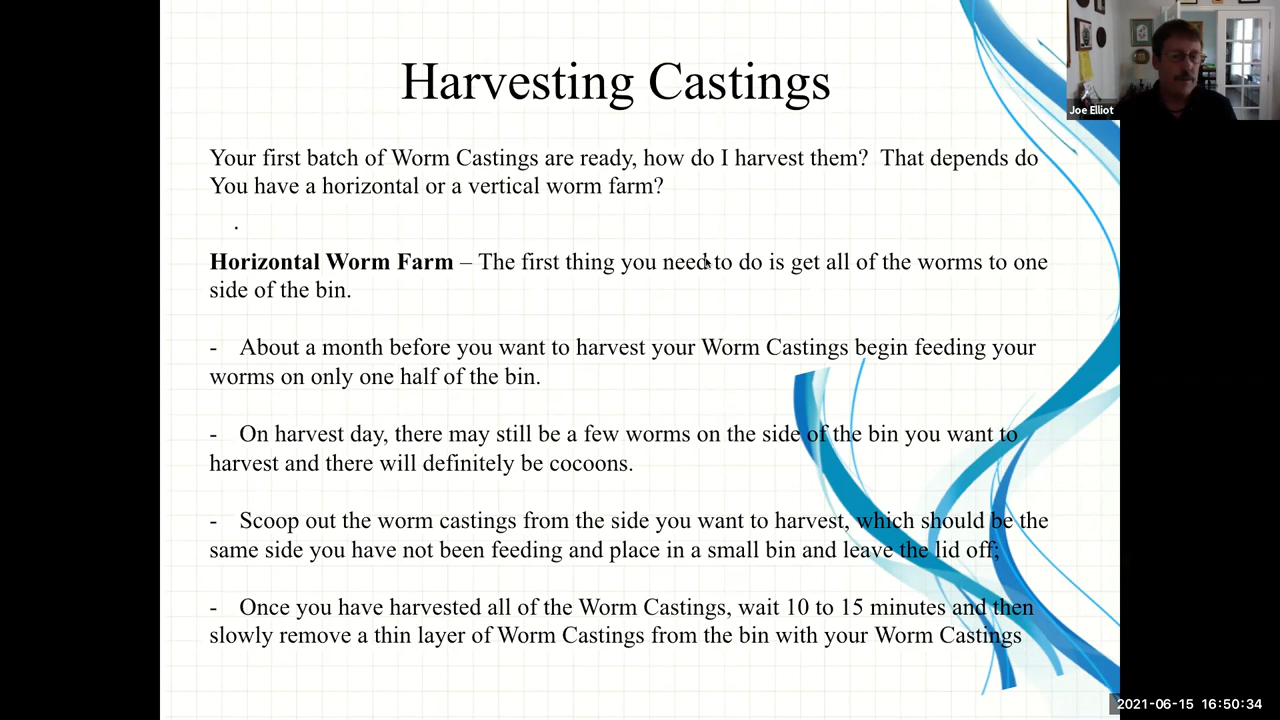 Harvesting Castings
Joe Elliot
Your first batch of Worm Castings are ready, how do I harvest them?  That depends do
You have a horizontal or a vertical worm farm?
.
Horizontal Worm Farm – The first thing you need to do is get all of the worms to one
side of the bin.
-    About a month before you want to harvest your Worm Castings begin feeding your
worms on only one half of the bin.
-    On harvest day, there may still be a few worms on the side of the bin you want to
harvest and there will definitely be cocoons.
-    Scoop out the worm castings from the side you want to harvest, which should be the
same side you have not been feeding and place in a small bin and leave the lid off;
-    Once you have harvested all of the Worm Castings, wait 10 to 15 minutes and then
slowly remove a thin layer of Worm Castings from the bin with your Worm Castings
2021-06-15 16:50:34